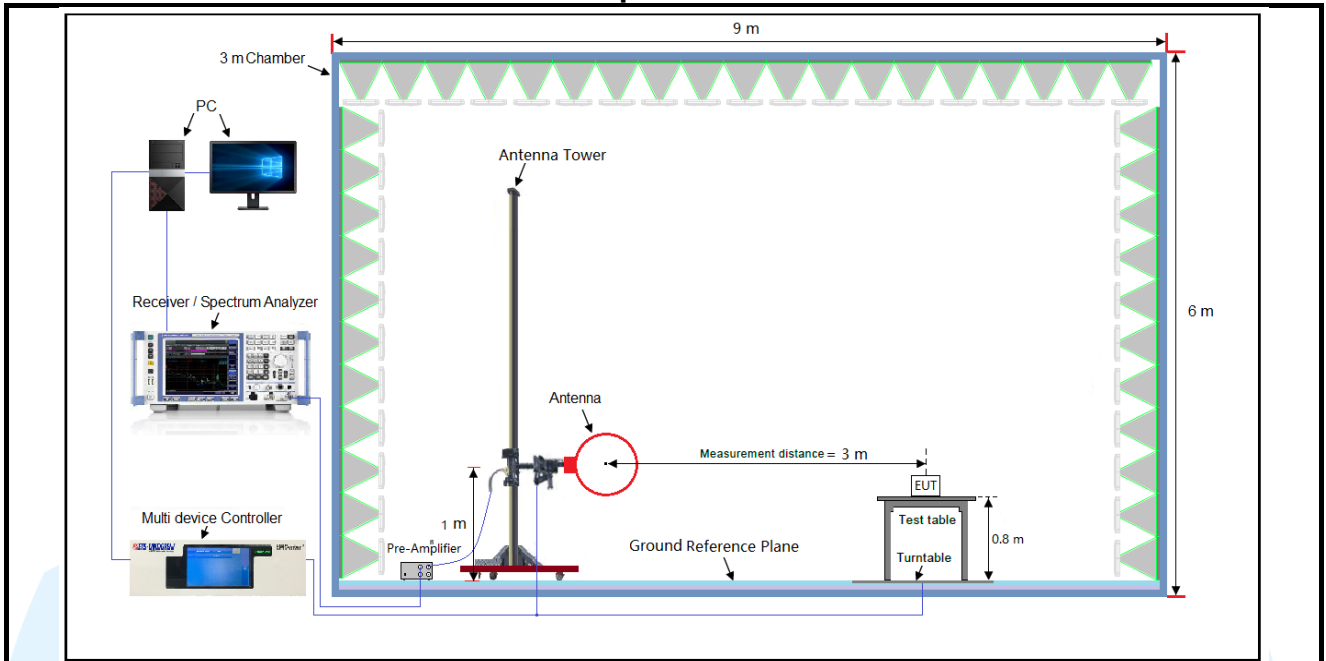 9 m
3 m Chamber
PC
Antenna Tower
Receiver / Spectrum Analyzer
6 m
Antenna
Measurement distance = 3 m
EUT
Multi device Controller
1 m
Test table
0.8 m
Pre-Amplifier
Ground Reference Plane
Turntable